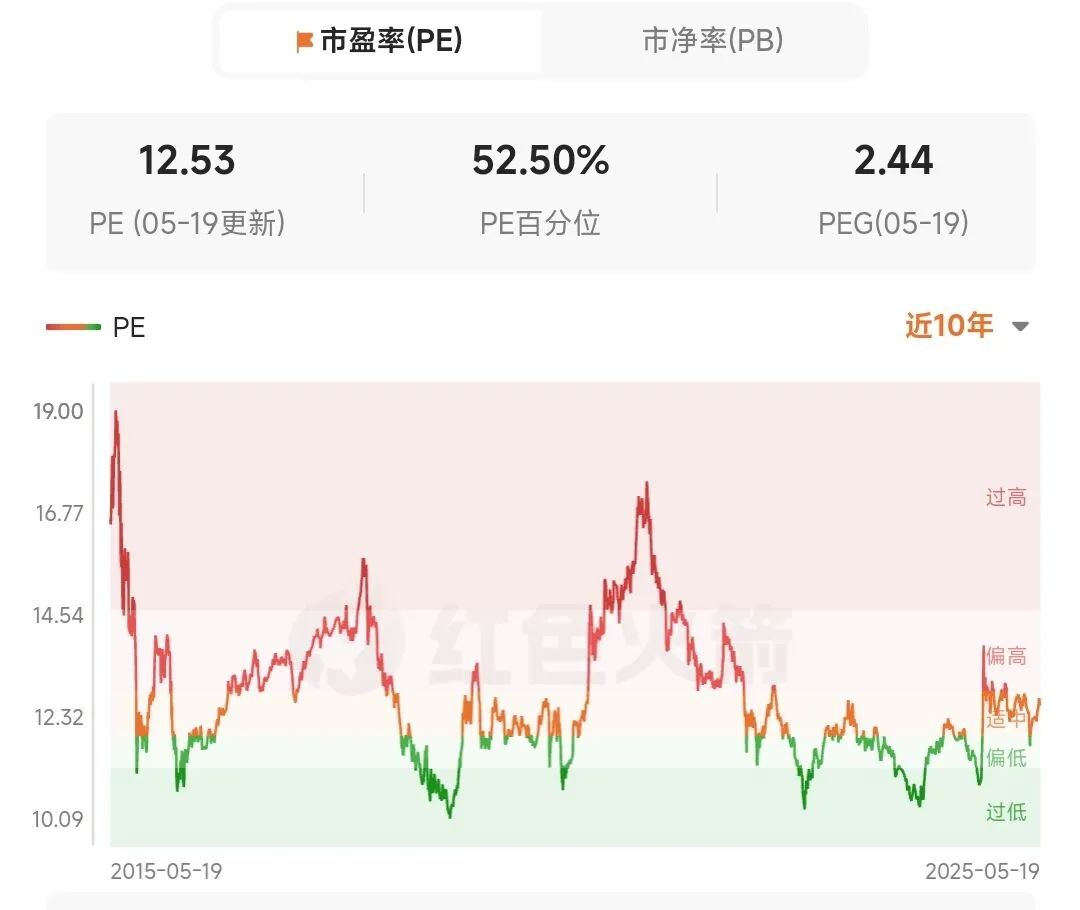 市盈率(PE)
市净率(PB)
12.53
52.50%
2.44
PE (05-19更新)
PE百分位
PEG(05-19)
PE
近10年
19.00
16.77
14.54
12.32
10.09
过高
偏高
适中
偏低
过低
红色火箭
2015-05-19
2025-05-19